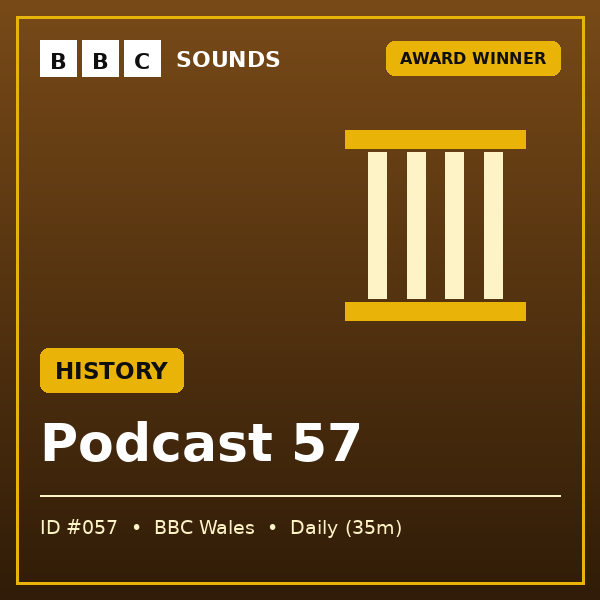 BBC SOUNDS
AWARD WINNER
HISTORY
Podcast 57
ID #057 • BBC Wales • Daily (35m)